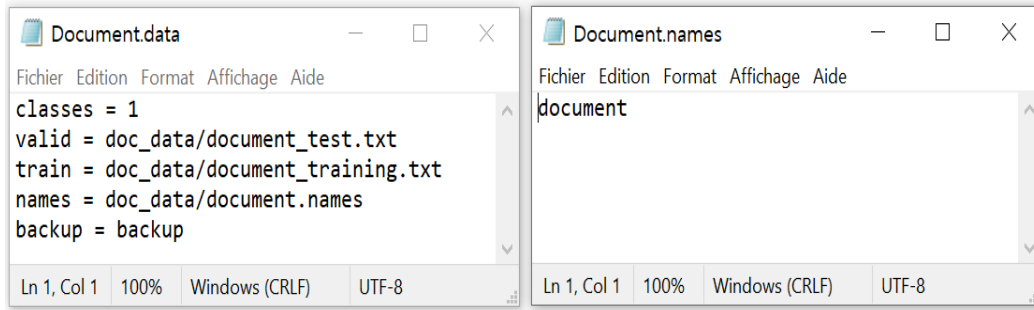 Document.data
Fichier Edition Format Affichage Aide
classes = 1
valid = doc_data/document_test.txt
train = doc_data/document_training.txt
names = doc_data/document.names
backup = backup
Ln 1, Col 1 100% Windows (CRLF) UTF-8
Document.names
Fichier Edition Format Affichage Aide
document
Ln 1, Col 1 100% Windows (CRLF) UTF-8